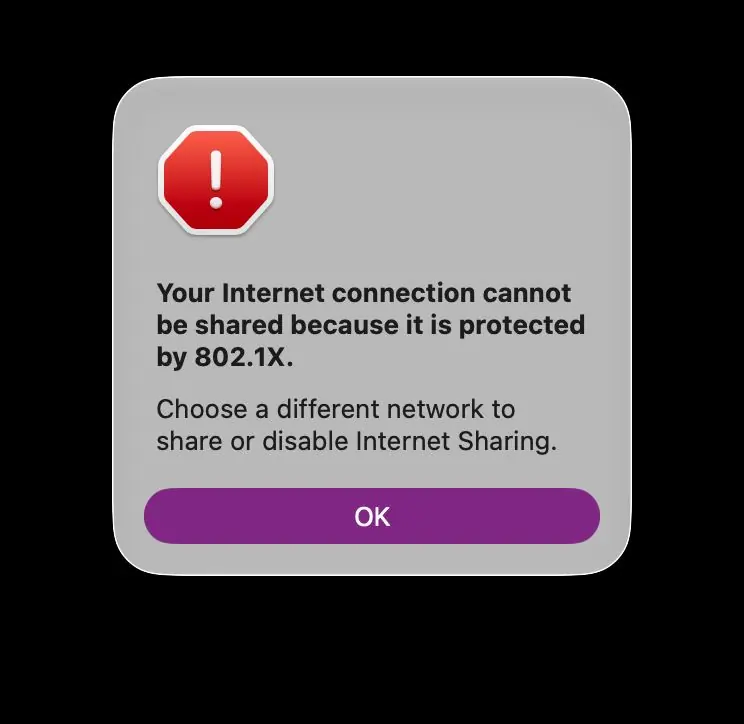 Your Internet connection cannot
be shared because it is protected
by 802.1X.
Choose a different network to
share or disable Internet Sharing.
OK